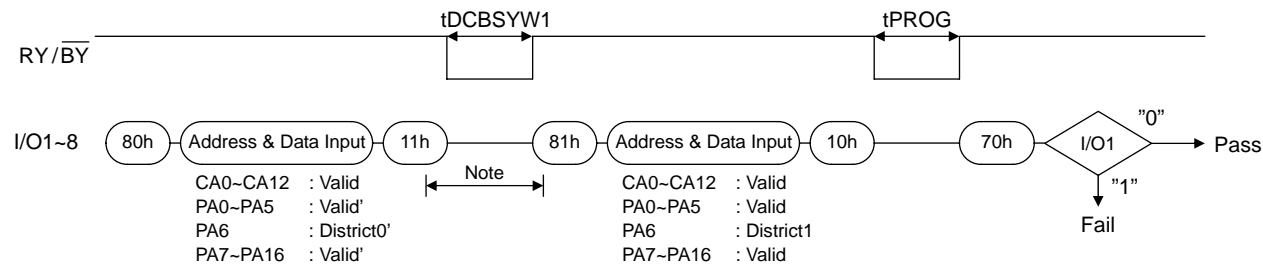 tDCBSYW1
tPROG
RY/BY
I/O1~8
80h
Address & Data Input
11h
81h
Address & Data Input
10h
70h
I/O1
"0"
Pass
"1"
Fail
Note
CA0~CA12 : Valid
PA0~PA5 : Valid'
PA6 : District0'
PA7~PA16 : Valid'
CA0~CA12 : Valid
PA0~PA5 : Valid
PA6 : District1
PA7~PA16 : Valid